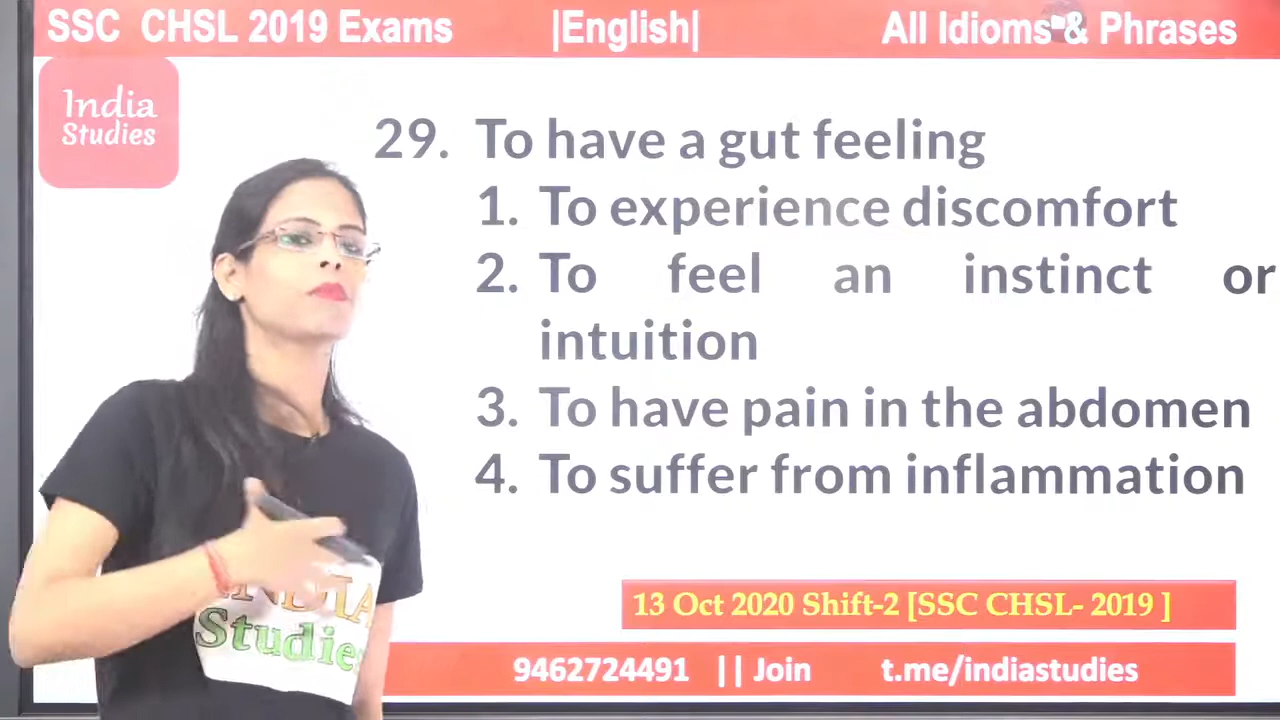 SSC CHSL 2019 Exams |English| All Idioms & Phrases
India
Studies
29. To have a gut feeling
1. To experience discomfort
2. To feel an instinct or
intuition
3. To have pain in the abdomen
4. To suffer from inflammation
INDIA
Studies
13 Oct 2020 Shift-2 [SSC CHSL- 2019 ]
9462724491 || Join t.me/indiastudies